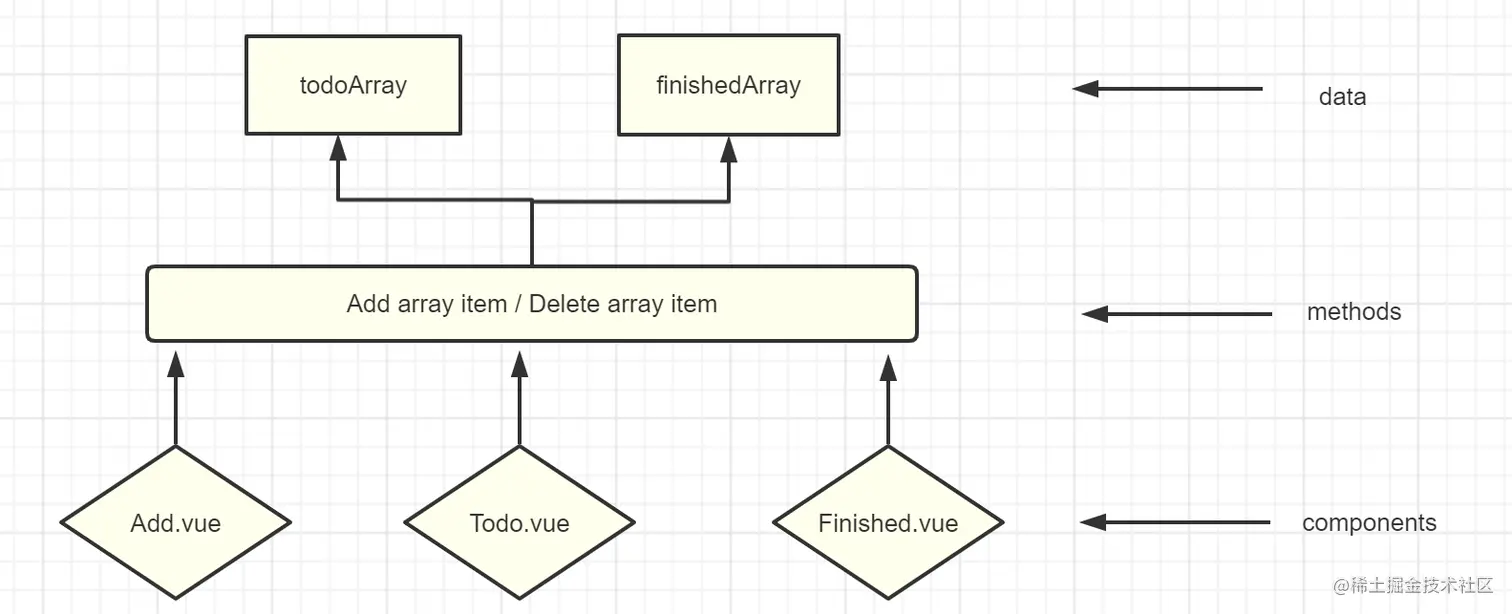 todoArray
finishedArray
data
Add array item / Delete array item
methods
Add.vue
Todo.vue
Finished.vue
components
@稀土掘金技术社区